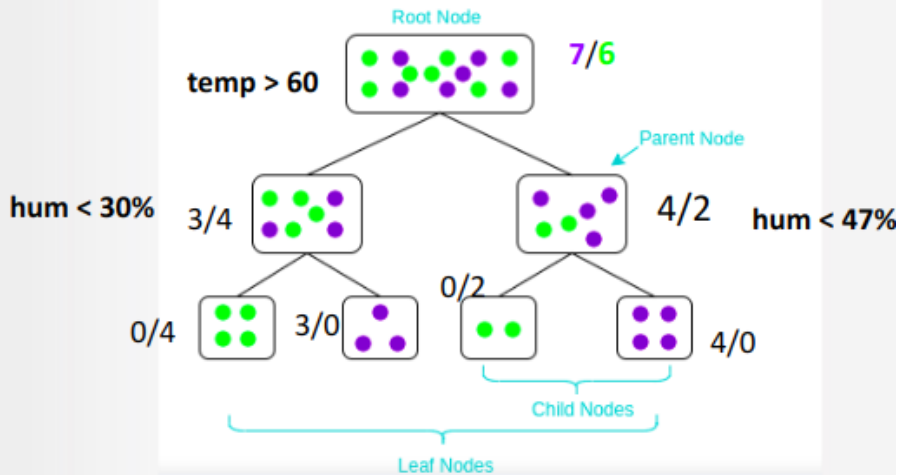 Root Node
7/6
temp > 60
Parent Node
hum < 30%
3/4
4/2
hum < 47%
0/4
3/0
0/2
4/0
Child Nodes
Leaf Nodes